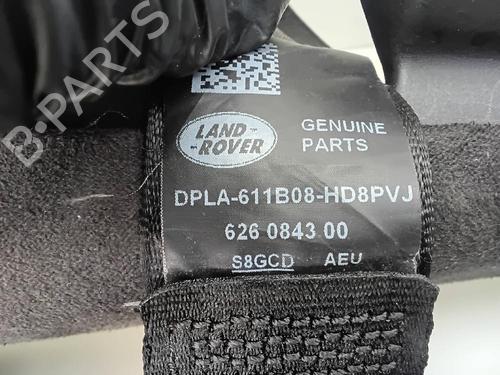 B-PARTS
LAND-
ROVER
GENUINE
PARTS
DPLA-611B08-HD8PVJ
626 0843 00
S8GCD AEU